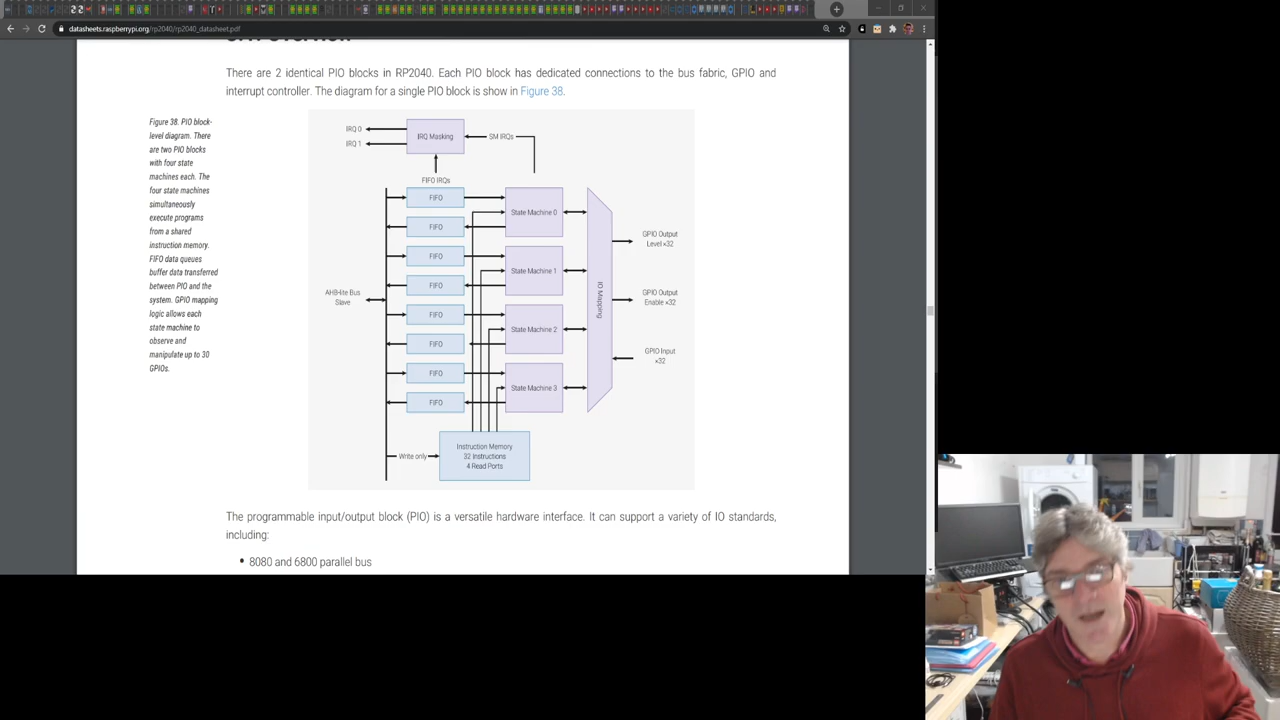 datasheets.raspberrypi.org/rp2040/rp2040_datasheet.pdf
There are 2 identical PIO blocks in RP2040. Each PIO block has dedicated connections to the bus fabric, GPIO and
interrupt controller. The diagram for a single PIO block is show in Figure 38.
Figure 38. PIO block-
level diagram. There
are two PIO blocks
with four state
machines each. The
four state machines
simultaneously
execute programs
from a shared
instruction memory.
FIFO data queues
buffer data transferred
between PIO and the
system. GPIO mapping
logic allows each
state machine to
observe and
manipulate up to 30
GPIOs.
IRQ 0
IRQ 1
IRQ Masking
SM IRQs
FIFO IRQs
FIFO
FIFO
FIFO
FIFO
FIFO
FIFO
FIFO
FIFO
State Machine 0
State Machine 1
State Machine 2
State Machine 3
AHB-lite Bus
Slave
IO Mapping
GPIO Output
Level ×32
GPIO Output
Enable ×32
GPIO Input
×32
Write only
Instruction Memory
32 Instructions
4 Read Ports
The programmable input/output block (PIO) is a versatile hardware interface. It can support a variety of IO standards,
including:
• 8080 and 6800 parallel bus